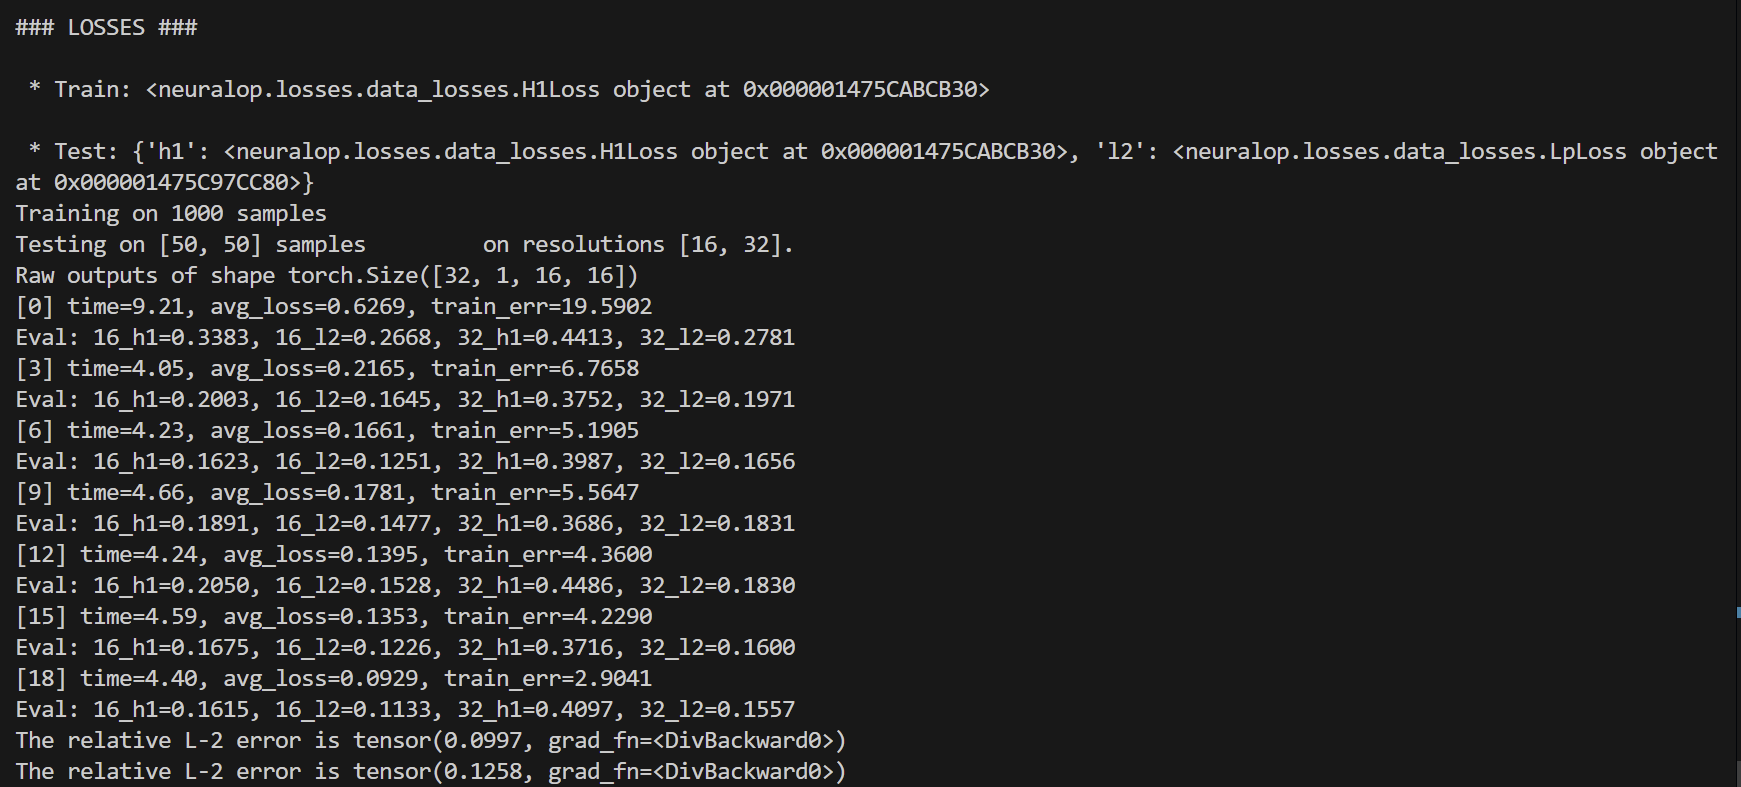 ### LOSSES ###
* Train: <neuralop.losses.data_losses.H1Loss object at 0x000001475CABCB30>
* Test: {'h1': <neuralop.losses.data_losses.H1Loss object at 0x000001475CABCB30>, 'l2': <neuralop.losses.data_losses.LpLoss object
at 0x000001475C97CC80>}
Training on 1000 samples
Testing on [50, 50] samples         on resolutions [16, 32].
Raw outputs of shape torch.Size([32, 1, 16, 16])
[0] time=9.21, avg_loss=0.6269, train_err=19.5902
Eval: 16_h1=0.3383, 16_l2=0.2668, 32_h1=0.4413, 32_l2=0.2781
[3] time=4.05, avg_loss=0.2165, train_err=6.7658
Eval: 16_h1=0.2003, 16_l2=0.1645, 32_h1=0.3752, 32_l2=0.1971
[6] time=4.23, avg_loss=0.1661, train_err=5.1905
Eval: 16_h1=0.1623, 16_l2=0.1251, 32_h1=0.3987, 32_l2=0.1656
[9] time=4.66, avg_loss=0.1781, train_err=5.5647
Eval: 16_h1=0.1891, 16_l2=0.1477, 32_h1=0.3686, 32_l2=0.1831
[12] time=4.24, avg_loss=0.1395, train_err=4.3600
Eval: 16_h1=0.2050, 16_l2=0.1528, 32_h1=0.4486, 32_l2=0.1830
[15] time=4.59, avg_loss=0.1353, train_err=4.2290
Eval: 16_h1=0.1675, 16_l2=0.1226, 32_h1=0.3716, 32_l2=0.1600
[18] time=4.40, avg_loss=0.0929, train_err=2.9041
Eval: 16_h1=0.1615, 16_l2=0.1133, 32_h1=0.4097, 32_l2=0.1557
The relative L-2 error is tensor(0.0997, grad_fn=<DivBackward0>)
The relative L-2 error is tensor(0.1258, grad_fn=<DivBackward0>)